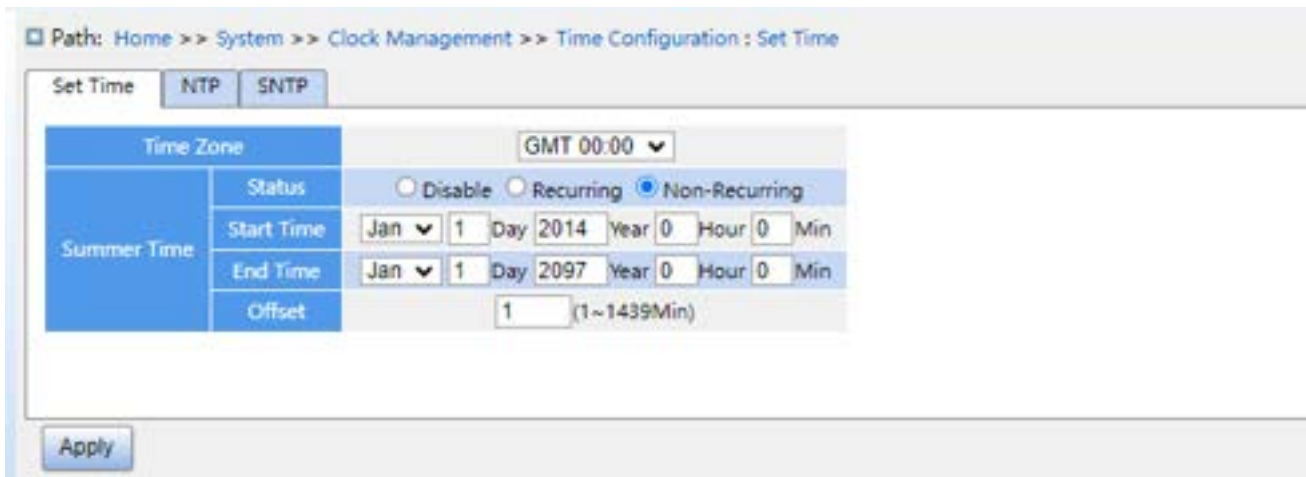 Path: Home >> System >> Clock Management >> Time Configuration : Set Time
Set Time NTP SNTP
Time Zone GMT 00:00
Summer Time
Status Disable Recurring Non-Recurring
Start Time Jan 1 Day 2014 Year 0 Hour 0 Min
End Time Jan 1 Day 2097 Year 0 Hour 0 Min
Offset 1 (1~1439Min)
Apply